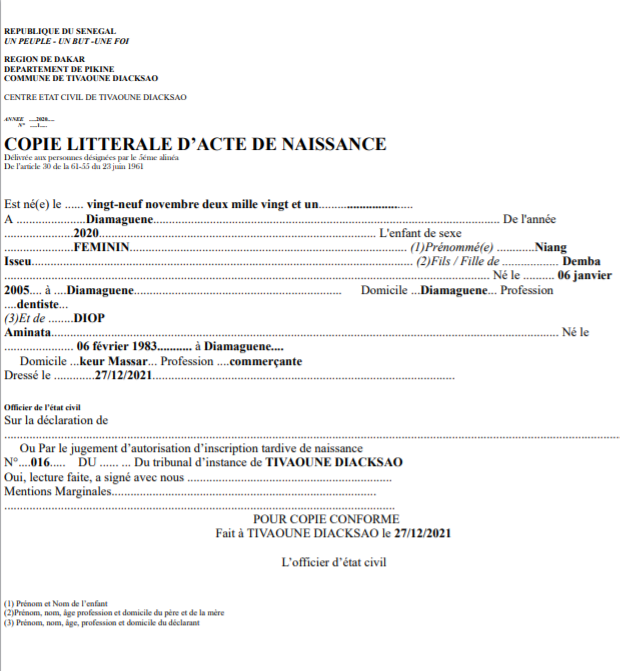 REPUBLIQUE DU SENEGAL
UN PEUPLE - UN BUT -UNE FOI
REGION DE DAKAR
DEPARTEMENT DE PIKINE
COMMUNE DE TIVAOUNE DIACKSAO
CENTRE ETAT CIVIL DE TIVAOUNE DIACKSAO
ANNEE ....2020....
N° ....1....
COPIE LITTERALE D’ACTE DE NAISSANCE
Délivrée aux personnes désignées par le 5éme alinéa
De l'article 30 de la 61-55 du 23 juin 1961
Est né(e) le ...... vingt-neuf novembre deux mille vingt et un...............................
A .......................Diamaguene.................................................................................................................... De l'année
.......................2020............................................................................................ L'enfant de sexe
.......................FEMININ............................................................................................ (1)Prénommé(e) ............Niang
Isseu............................................................................................................................... (2)Fils / Fille de ................... Demba
.................................................................................................................................................................. Né le .......... 06 janvier
2005.... à ....Diamaguene..................................................................... Domicile ...Diamaguene... Profession
....dentiste...
(3)Et de ........DIOP
Aminata......................................................................................................................................................................... Né le
....................... 06 février 1983........... à Diamaguene....
Domicile ...keur Massar... Profession ....commerçante
Dressé le .............27/12/2021.....................................................................................................
Officier de l’état civil
Sur la déclaration de
.............................................................................................................................................................................................................
Ou Par le jugement d’autorisation d’inscription tardive de naissance
N°....016..... DU ...... ... Du tribunal d’instance de TIVAOUNE DIACKSAO
Oui, lecture faite, a signé avec nous ....................................................................
Mentions Marginales........................................................................................
..................................................................................................................................
POUR COPIE CONFORME
Fait à TIVAOUNE DIACKSAO le 27/12/2021
L’officier d’état civil
(1) Prénom et Nom de l’enfant
(2)Prénom, nom, âge profession et domicile du père et de la mère
(3) Prénom, nom, âge, profession et domicile du déclarant